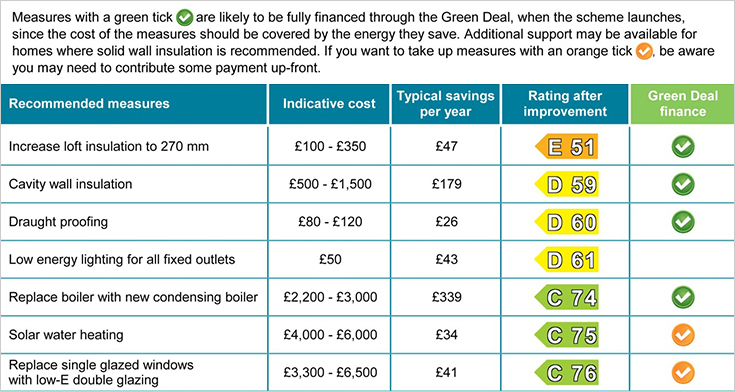 Measures with a green tick are likely to be fully financed through the Green Deal, when the scheme launches,
since the cost of the measures should be covered by the energy they save. Additional support may be available for
homes where solid wall insulation is recommended. If you want to take up measures with an orange tick , be aware
you may need to contribute some payment up-front.
Recommended measures Indicative cost Typical savings per year Rating after improvement Green Deal finance
Increase loft insulation to 270 mm £100 - £350 £47 E 51
Cavity wall insulation £500 - £1,500 £179 D 59
Draught proofing £80 - £120 £26 D 60
Low energy lighting for all fixed outlets £50 £43 D 61
Replace boiler with new condensing boiler £2,200 - £3,000 £339 C 74
Solar water heating £4,000 - £6,000 £34 C 75
Replace single glazed windows
with low-E double glazing £3,300 - £6,500 £41 C 76